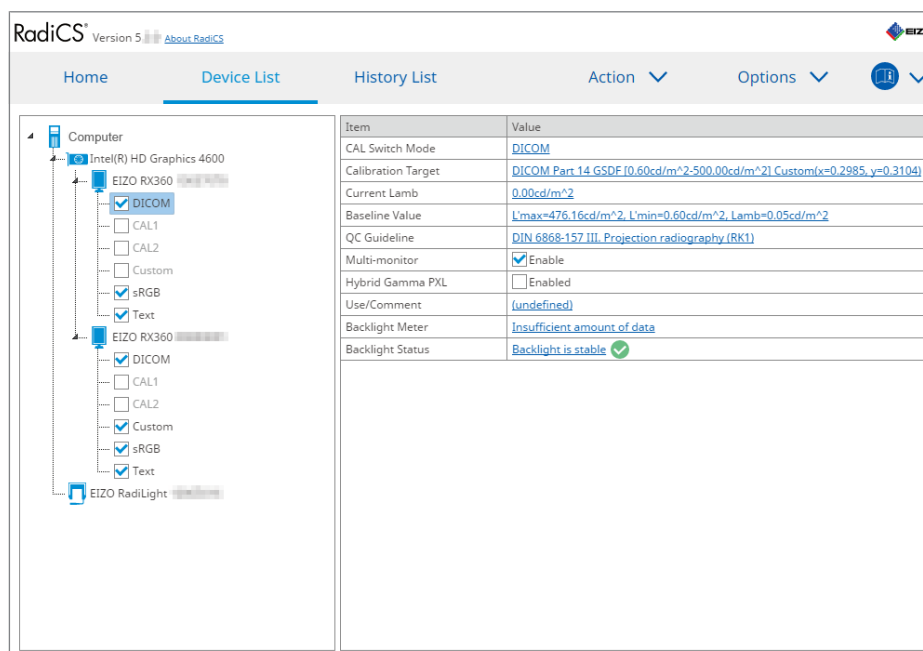 RadiCS® Version 5. About RadiCS
EIZ
Home Device List History List Action Options
Computer
Intel(R) HD Graphics 4600
EIZO RX360
DICOM
CAL1
CAL2
Custom
sRGB
Text
EIZO RX360
DICOM
CAL1
CAL2
Custom
sRGB
Text
EIZO RadiLight
Item Value
CAL Switch Mode DICOM
Calibration Target DICOM Part 14 GSDF [0.60cd/m^2-500.00cd/m^2] Custom(x=0.2985, y=0.3104)
Current Lamb 0.00cd/m^2
Baseline Value L'max=476.16cd/m^2, L'min=0.60cd/m^2, Lamb=0.05cd/m^2
QC Guideline DIN 6868-157 III. Projection radiography (RK1)
Multi-monitor Enable
Hybrid Gamma PXL Enabled
Use/Comment (undefined)
Backlight Meter Insufficient amount of data
Backlight Status Backlight is stable